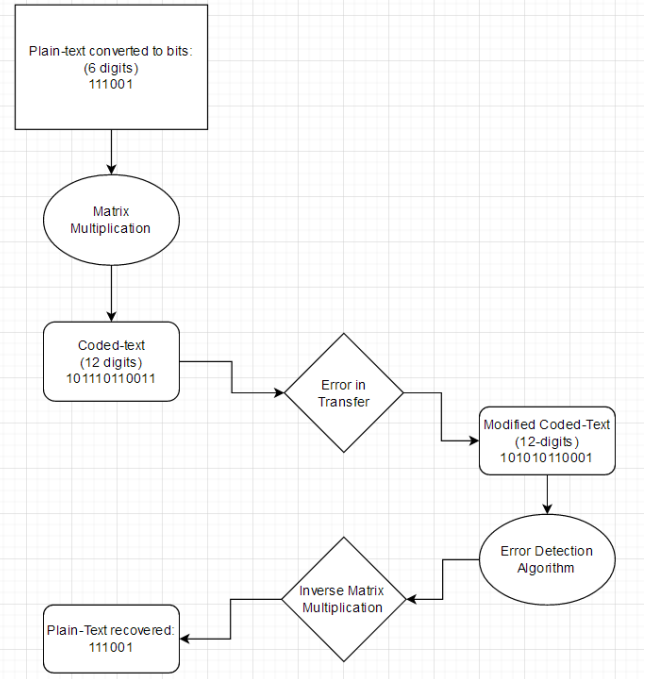 Plain-text converted to bits:
(6 digits)
111001
Matrix
Multiplication
Coded-text
(12 digits)
101110110011
Error in
Transfer
Modified Coded-Text
(12-digits)
101010110001
Error Detection
Algorithm
Inverse Matrix
Multiplication
Plain-Text recovered:
111001